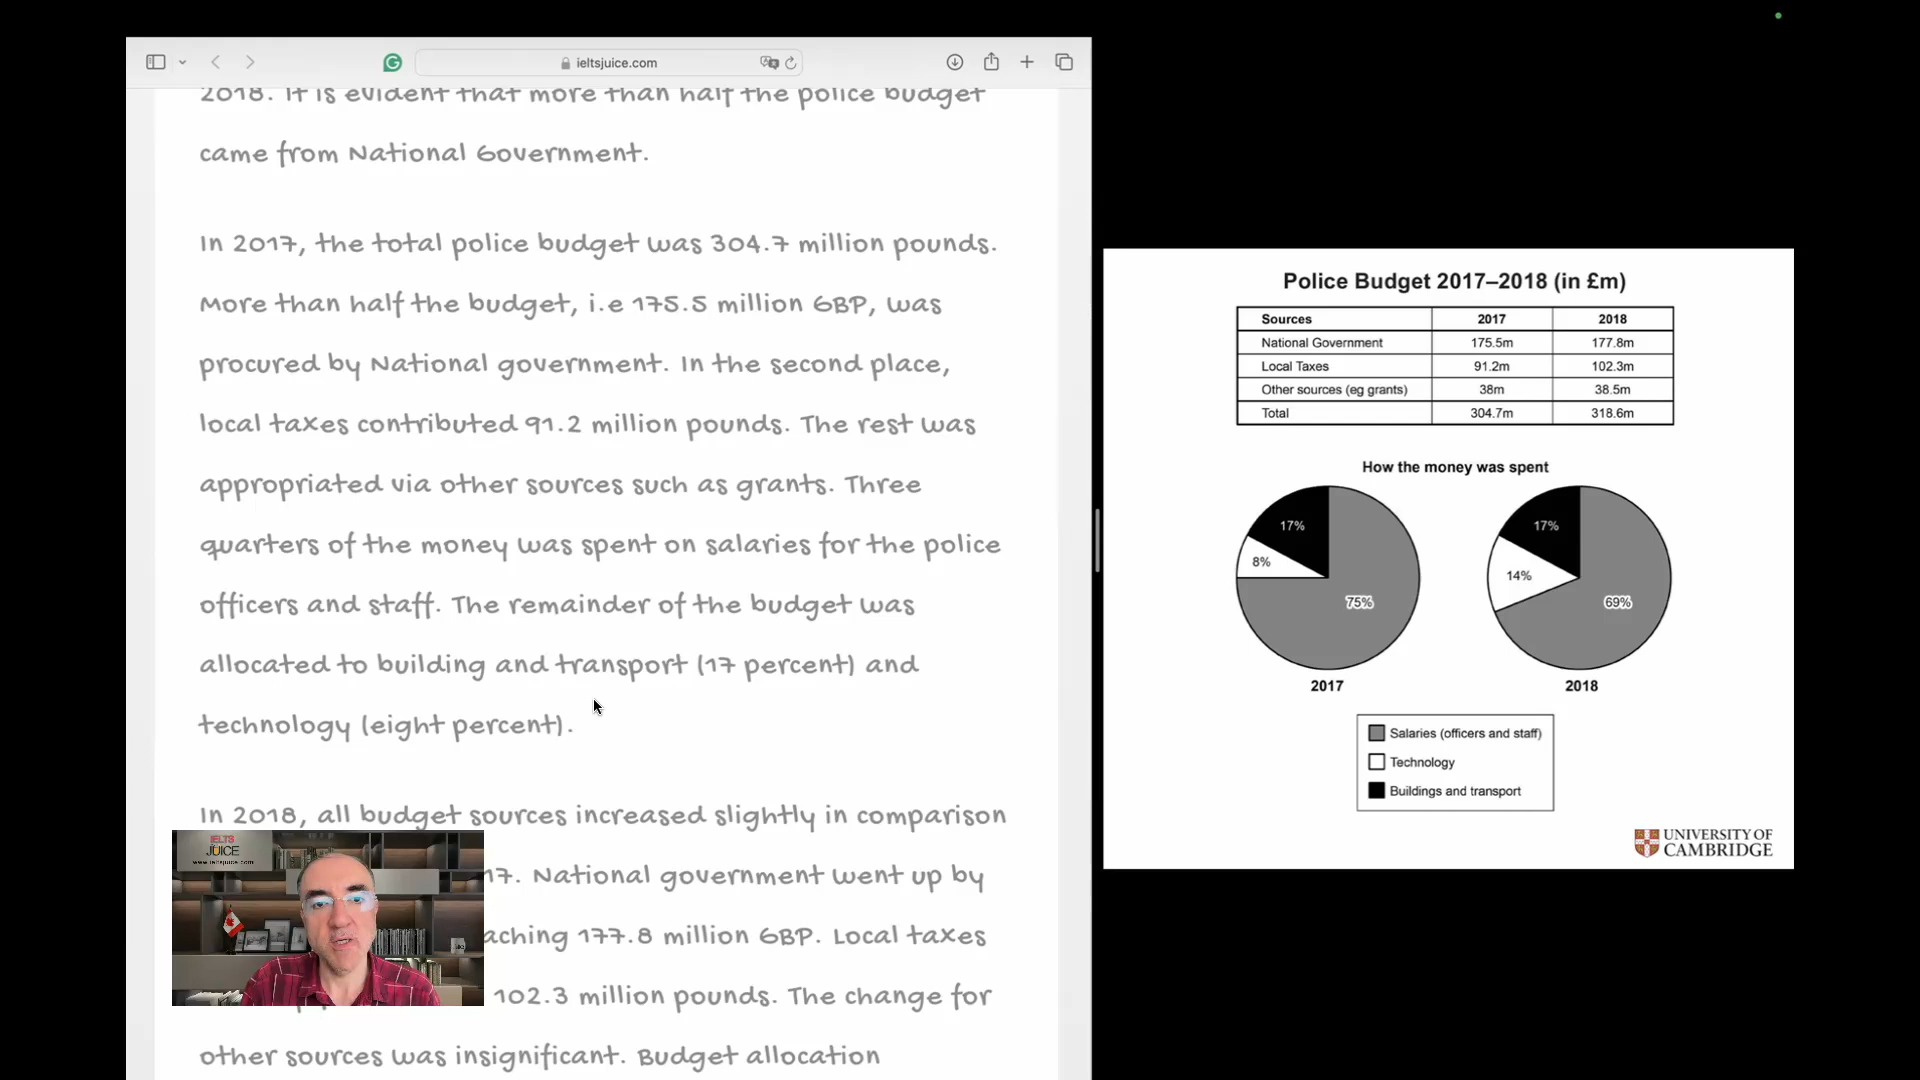 ieltsjuice.com
2018. It is evident that more than half the police budget
came from National Government.
In 2017, the total police budget was 304.7 million pounds.
More than half the budget, i.e 175.5 million GBP, was
procured by National government. In the second place,
local taxes contributed 91.2 million pounds. The rest was
appropriated via other sources such as grants. Three
quarters of the money was spent on salaries for the police
officers and staff. The remainder of the budget was
allocated to building and transport (17 percent) and
technology (eight percent).
In 2018, all budget sources increased slightly in comparison
17. National government went up by
aching 177.8 million GBP. Local taxes
102.3 million pounds. The change for
other sources was insignificant. Budget allocation
IELTS
JUICE
www.ieltsjuice.com
Police Budget 2017–2018 (in £m)
Sources 2017 2018
National Government 175.5m 177.8m
Local Taxes 91.2m 102.3m
Other sources (eg grants) 38m 38.5m
Total 304.7m 318.6m
How the money was spent
17%
8%
75%
2017
17%
14%
69%
2018
Salaries (officers and staff)
Technology
Buildings and transport
UNIVERSITY OF
CAMBRIDGE